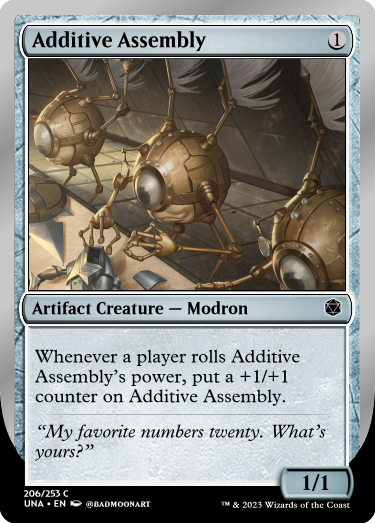 Additive Assembly 1
Artifact Creature — Modron
Whenever a player rolls Additive
Assembly's power, put a +1/+1
counter on Additive Assembly.
“My favorite numbers twenty. What's
yours?”
1/1
206/253 C
UNA • EN BADMOONART
™ & 2023 Wizards of the Coast